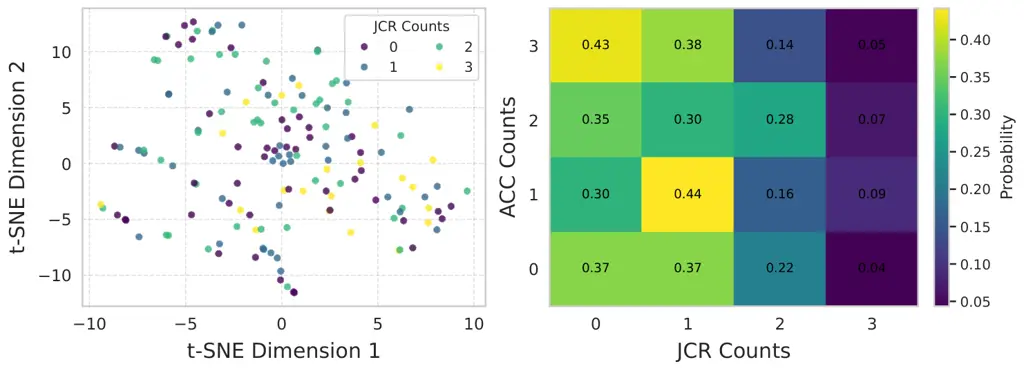 t-SNE Dimension 2
10
5
0
−5
−10
JCR Counts
0 2
1 3
−10 −5 0 5 10
t-SNE Dimension 1
ACC Counts
3 0.43 0.38 0.14 0.05
2 0.35 0.30 0.28 0.07
1 0.30 0.44 0.16 0.09
0 0.37 0.37 0.22 0.04
0 1 2 3
JCR Counts
0.40
0.35
0.30
0.25
0.20
0.15
0.10
0.05
Probability